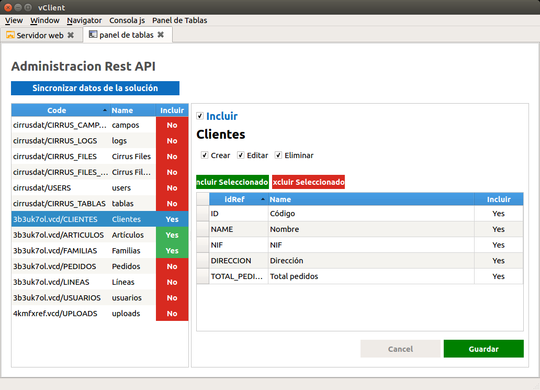 vClient
View Window Navigator Consola js Panel de Tablas
Servidor web panel de tablas
Administracion Rest API
Sincronizar datos de la solución
Code Name Incluir
cirrusdat/CIRRUS_CAMP... campos No
cirrusdat/CIRRUS_LOGS logs No
cirrusdat/CIRRUS_FILES Cirrus Files No
cirrusdat/CIRRUS_FILES_... Cirrus Fil... No
cirrusdat/USERS users No
cirrusdat/CIRRUS_TABLAS tablas No
3b3uk7ol.vcd/CLIENTES Clientes Yes
3b3uk7ol.vcd/ARTICULOS Artículos Yes
3b3uk7ol.vcd/FAMILIAS Familias Yes
3b3uk7ol.vcd/PEDIDOS Pedidos No
3b3uk7ol.vcd/LINEAS Líneas No
3b3uk7ol.vcd/USUARIOS usuarios No
4kmfxref.vcd/UPLOADS uploads No
Incluir
Clientes
Crear Editar Eliminar
ncluir Seleccionado xcluir Seleccionado
idRef Name Incluir
ID Código Yes
NAME Nombre Yes
NIF NIF Yes
DIRECCION Dirección Yes
TOTAL_PEDI... Total pedidos Yes
Cancel Guardar